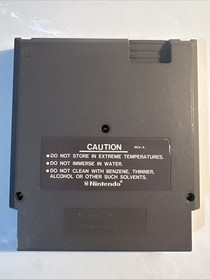 CAUTION
REV-A
• DO NOT STORE IN EXTREME TEMPERATURES.
• DO NOT IMMERSE IN WATER.
• DO NOT CLEAN WITH BENZENE, THINNER,
ALCOHOL OR OTHER SUCH SOLVENTS.
Nintendo